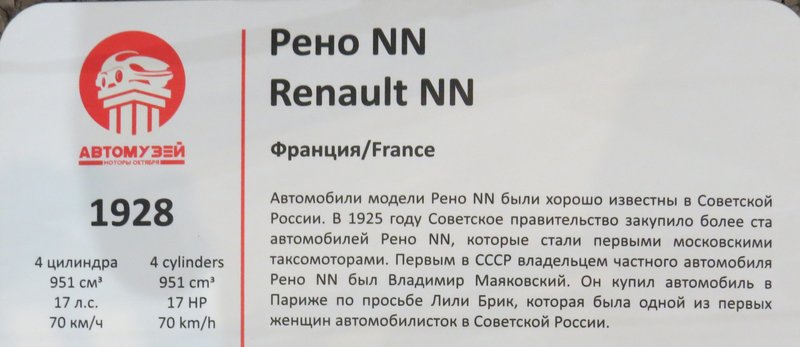 Рено NN
Renault NN
Франция/France
АВТОМУЗЕЙ
МОТОРЫ ОКТЯБРЯ
1928
4 цилиндра 4 cylinders
951 см³ 951 cm³
17 л.с. 17 HP
70 км/ч 70 km/h
Автомобили модели Рено NN были хорошо известны в Советской
России. В 1925 году Советское правительство закупило более ста
автомобилей Рено NN, которые стали первыми московскими
таксомоторами. Первым в СССР владельцем частного автомобиля
Рено NN был Владимир Маяковский. Он купил автомобиль в
Париже по просьбе Лили Брик, которая была одной из первых
женщин автомобилисток в Советской России.